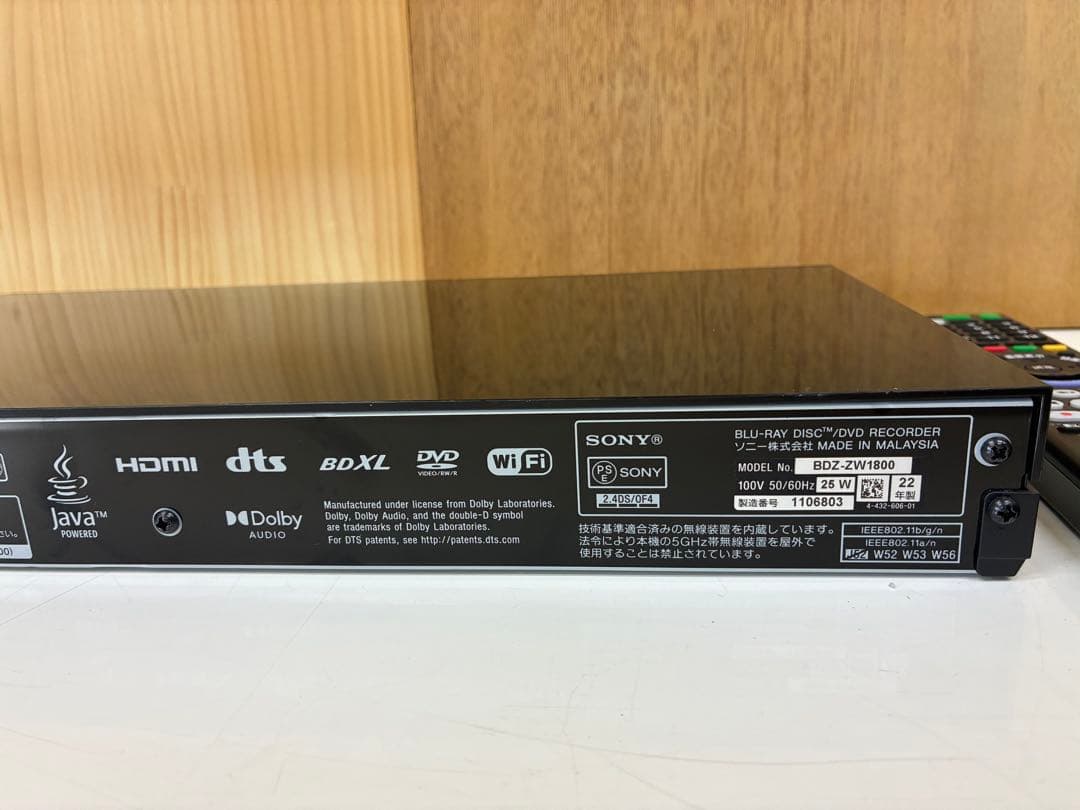 さい。
00)
Java™
POWERED
HDMI
dts
BDXL
DVD
VIDEO/RW/R
Wi Fi
Dolby
AUDIO
Manufactured under license from Dolby Laboratories.
Dolby, Dolby Audio, and the double-D symbol
are trademarks of Dolby Laboratories.
For DTS patents, see http://patents.dts.com
SONY®
PS
E
SONY
2.4DS/OF4
BLU-RAY DISC™/DVD RECORDER
ソニー株式会社 MADE IN MALAYSIA
MODEL No. BDZ-ZW1800
100V 50/60Hz 25 W
製造番号 1106803
22
年製
4-432-606-01
技術基準適合済みの無線装置を内蔵しています。
法令により本機の5GHz帯無線装置を屋外で
使用することは禁止されています。
IEEE802.11b/g/n
IEEE802.11a/n
J52 W52 W53 W56